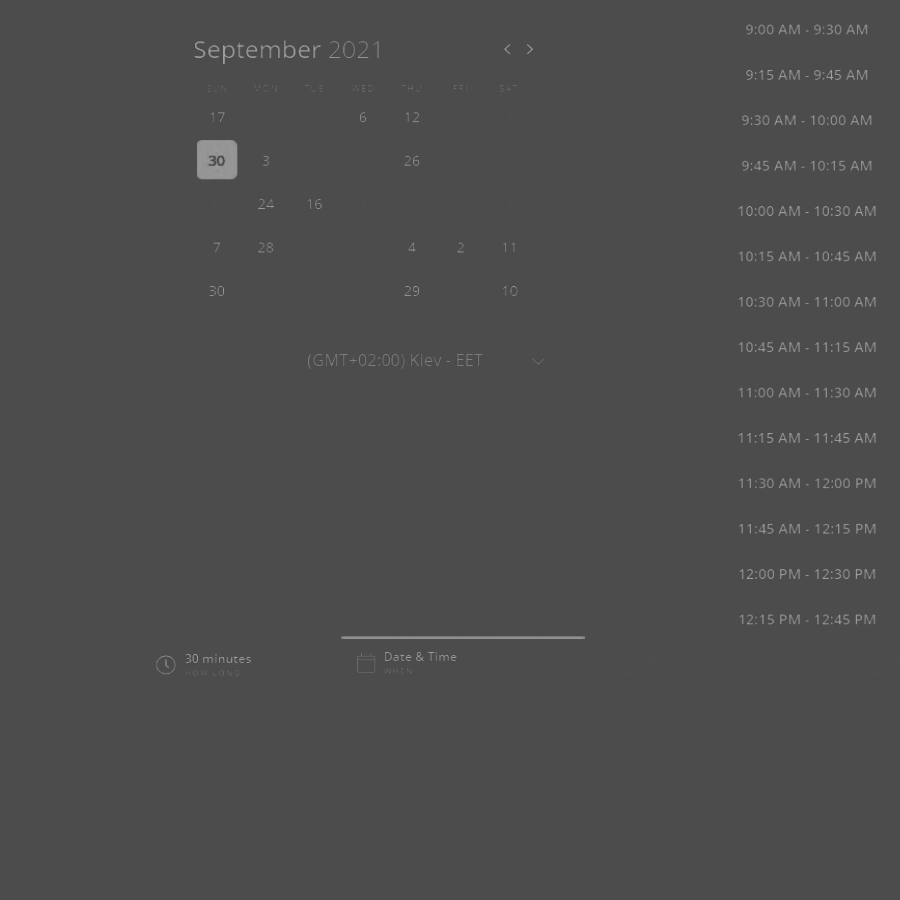 September 2021
SUN MON TUE WED THU FRI SAT
17 6 12
30 3 26
24 16
7 28 4 2 11
30 29 10
(GMT+02:00) Kiev - EET
9:00 AM - 9:30 AM
9:15 AM - 9:45 AM
9:30 AM - 10:00 AM
9:45 AM - 10:15 AM
10:00 AM - 10:30 AM
10:15 AM - 10:45 AM
10:30 AM - 11:00 AM
10:45 AM - 11:15 AM
11:00 AM - 11:30 AM
11:15 AM - 11:45 AM
11:30 AM - 12:00 PM
11:45 AM - 12:15 PM
12:00 PM - 12:30 PM
12:15 PM - 12:45 PM
30 minutes
HOW LONG
Date & Time
WHEN